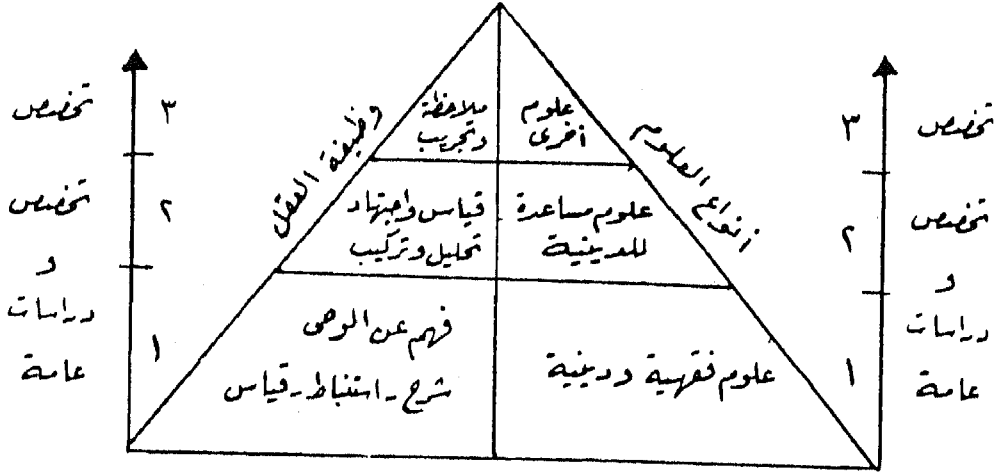 تخصص
٣
تخصص
٢
و
دراسات
عامة
١
وظيفة العقل
علوم
أخرى
ملاحظة
وتجريب
علوم مساعدة
للدينية
قياس واجتهاد
تحليل وتركيب
علوم فقهية ودينية
فهم عن الوحي
شرح - استنباط - قياس
أنواع العلوم
٣
تخصص
٢
تخصص
و
دراسات
عامة
١